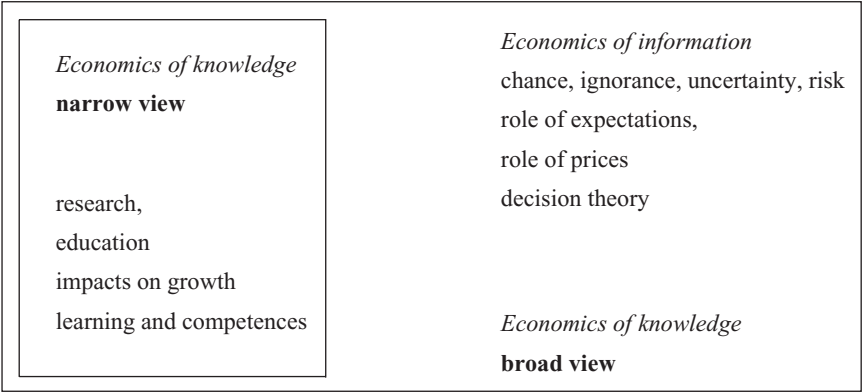 Economics of knowledge
narrow view
research,
education
impacts on growth
learning and competences
Economics of information
chance, ignorance, uncertainty, risk
role of expectations,
role of prices
decision theory
Economics of knowledge
broad view